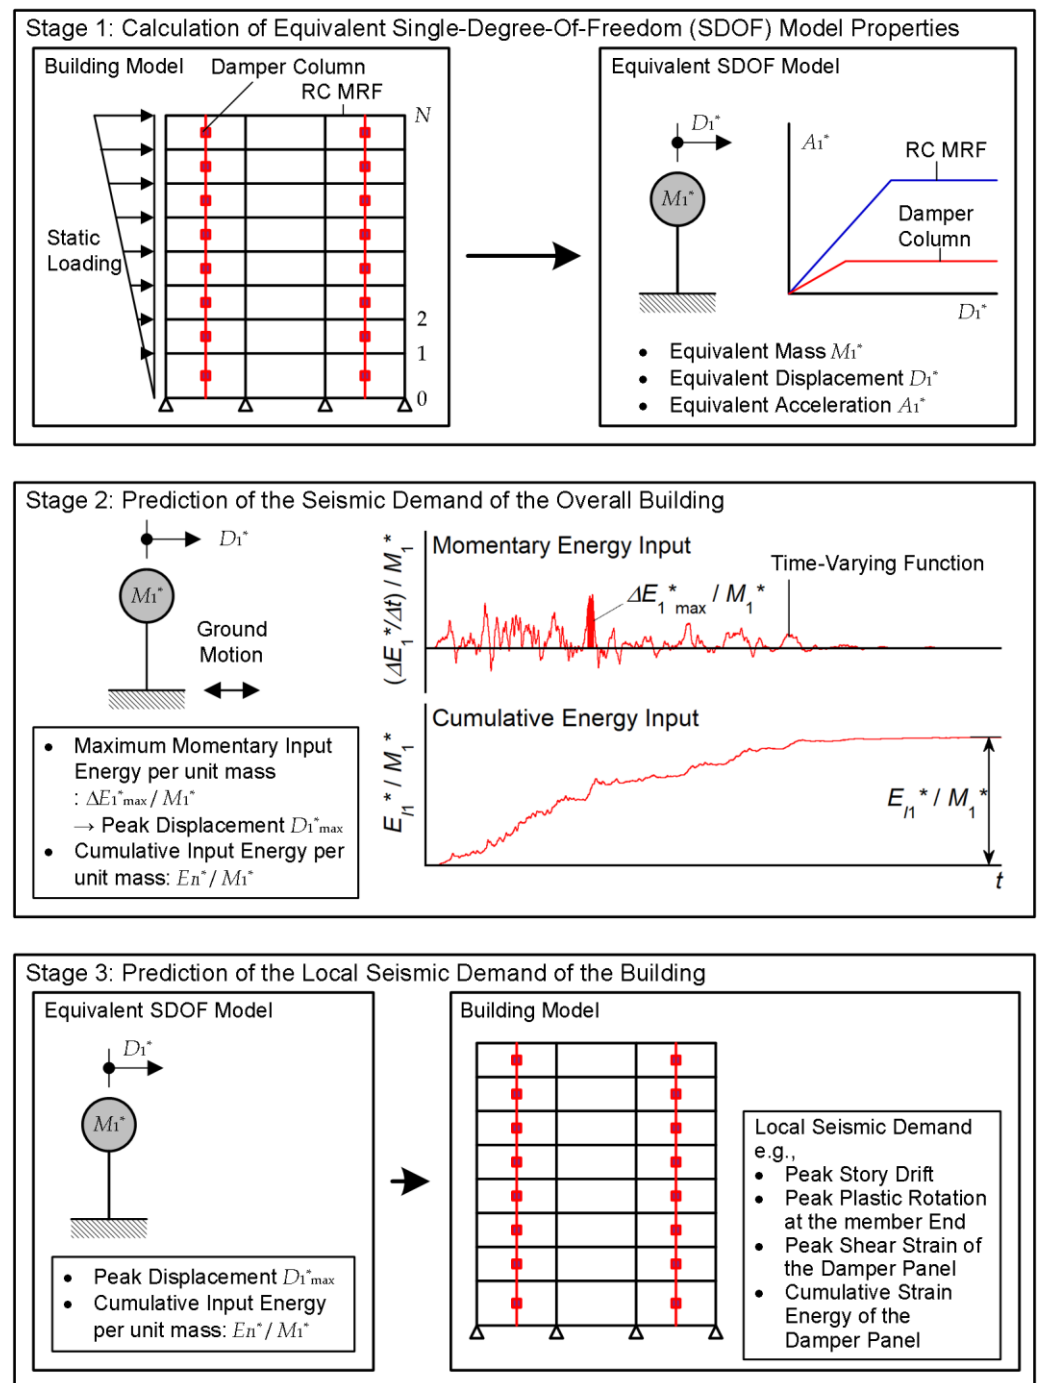 Stage 1: Calculation of Equivalent Single-Degree-Of-Freedom (SDOF) Model Properties
Building Model
Damper Column
RC MRF
N
Static
Loading
2
1
0
Equivalent SDOF Model
D₁*
M₁*
A₁*
RC MRF
Damper
Column
D₁*
• Equivalent Mass M₁*
• Equivalent Displacement D₁*
• Equivalent Acceleration A₁*
Stage 2: Prediction of the Seismic Demand of the Overall Building
D₁*
M₁*
Ground
Motion
• Maximum Momentary Input
Energy per unit mass
: ΔE₁*max / M₁*
→ Peak Displacement D₁*max
• Cumulative Input Energy per
unit mass: EI1* / M₁*
(ΔE₁*/Δt) / M₁*
Momentary Energy Input
ΔE₁*max / M₁*
Time-Varying Function
EI1* / M₁*
Cumulative Energy Input
EI1* / M₁*
t
Stage 3: Prediction of the Local Seismic Demand of the Building
Equivalent SDOF Model
D₁*
M₁*
• Peak Displacement D₁*max
• Cumulative Input Energy
per unit mass: EI1* / M₁*
Building Model
Local Seismic Demand
e.g.,
• Peak Story Drift
• Peak Plastic Rotation
at the member End
• Peak Shear Strain of
the Damper Panel
• Cumulative Strain
Energy of the
Damper Panel